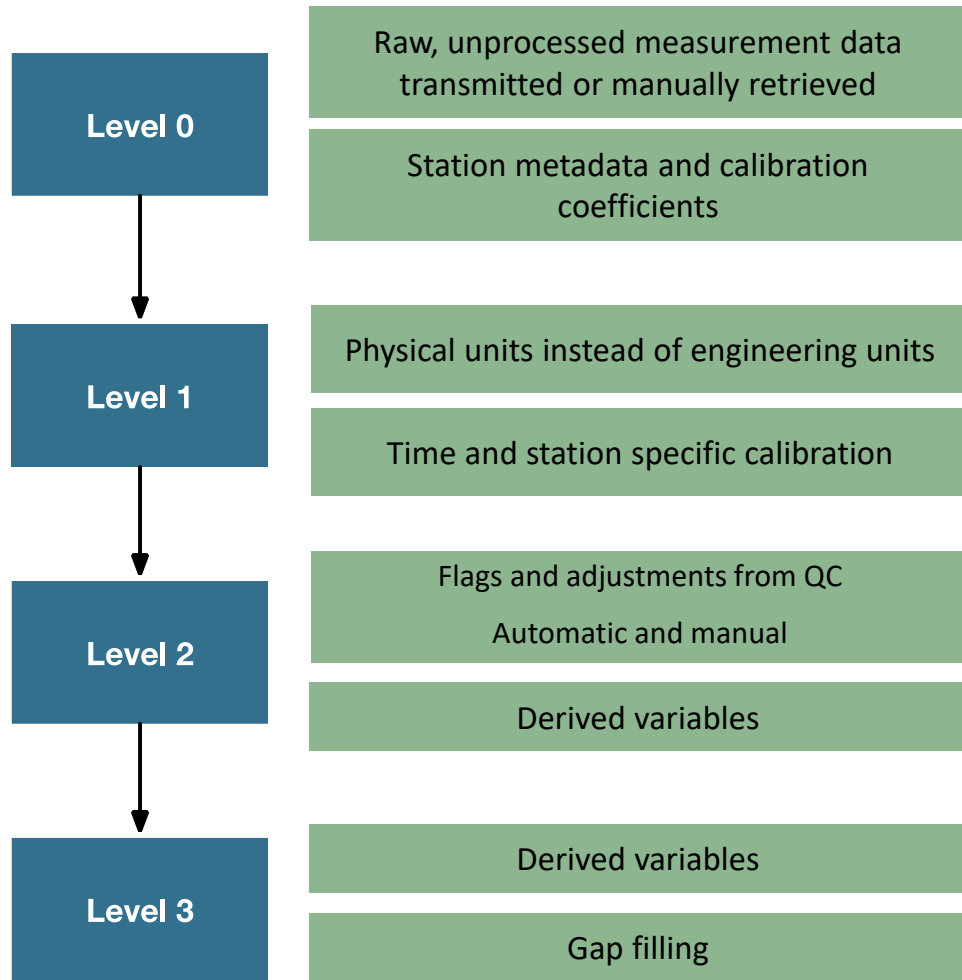 Level 0
Raw, unprocessed measurement data
transmitted or manually retrieved
Station metadata and calibration
coefficients
Level 1
Physical units instead of engineering units
Time and station specific calibration
Level 2
Flags and adjustments from QC
Automatic and manual
Derived variables
Level 3
Derived variables
Gap filling